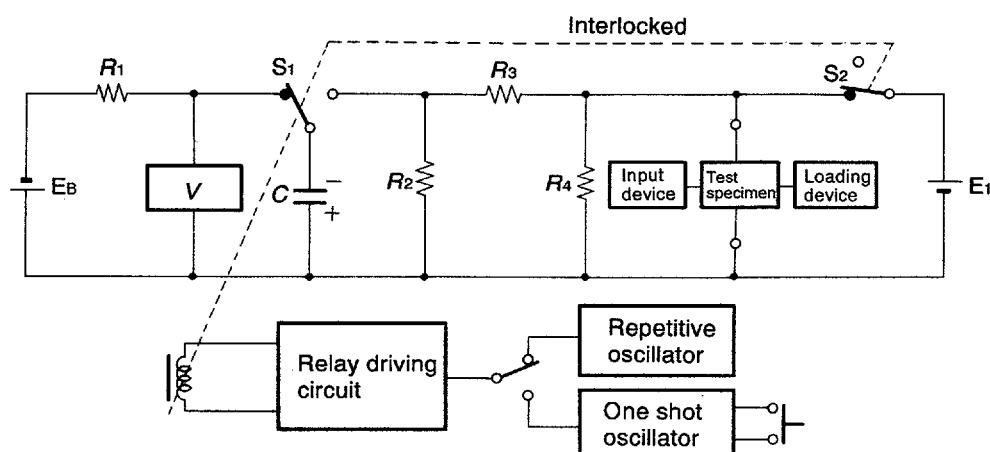 Interlocked
R1
S1
R3
S2
EB
V
C
−
+
R2
R4
Input
device
Test
specimen
Loading
device
E1
Relay driving
circuit
Repetitive
oscillator
One shot
oscillator